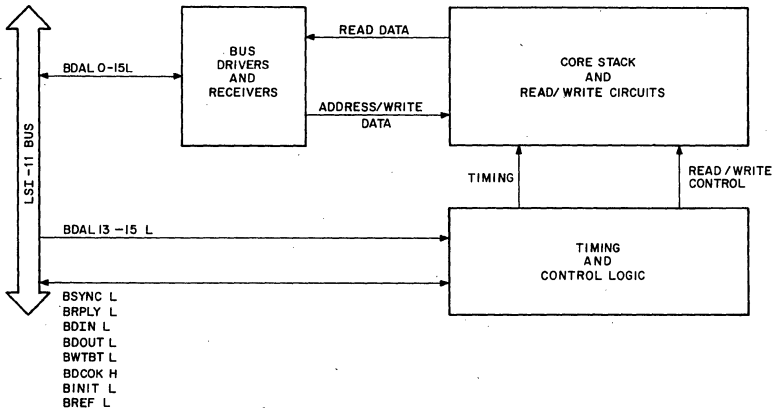 READ DATA
BUS
DRIVERS
AND
RECEIVERS
CORE STACK
AND
READ/WRITE CIRCUITS
BDAL 0-15L
ADDRESS/WRITE
DATA
LSI-11 BUS
TIMING
READ/WRITE
CONTROL
BDAL 13-15 L
TIMING
AND
CONTROL LOGIC
BSYNC L
BRPLY L
BDIN L
BDOUT L
BWTBT L
BDCOK H
BINIT L
BREF L